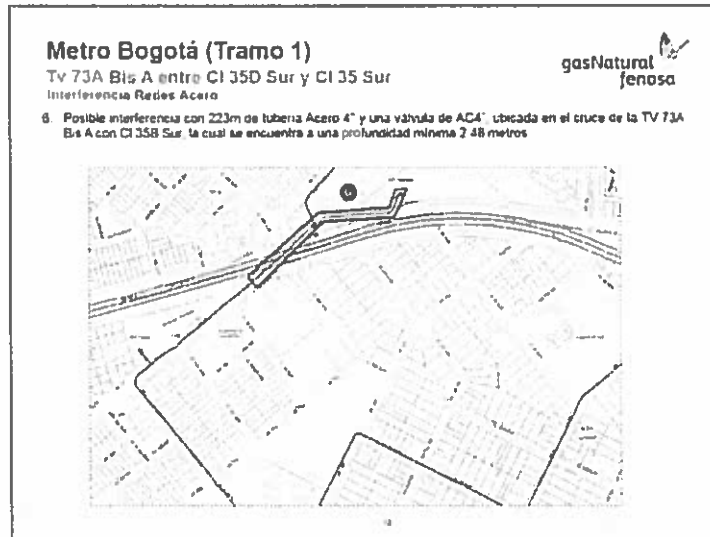 Metro Bogotá (Tramo 1)
gasNatural
fenosa
Tv 73A Bis A entre Cl 35D Sur y Cl 35 Sur
Interferencia Redes Acero
6. Posible interferencia con 223m de tuberia Acero 4" y una válvula de AC4", ubicada en el cruce de la TV 73A
Bis A con Cl 35B Sur, la cual se encuentra a una profundidad mínima 2.48 metros